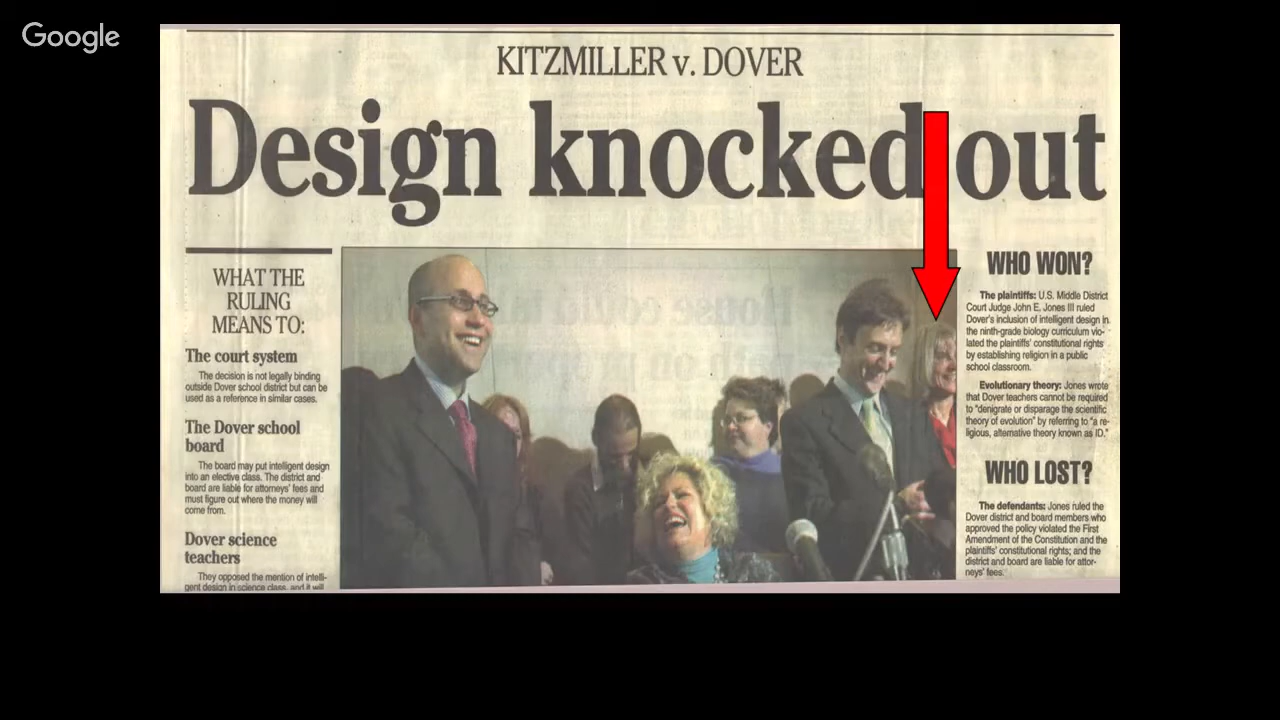 Google
KITZMILLER v. DOVER
Design knocked out
WHAT THE
RULING
MEANS TO:
The court system
The decision is not legally binding
outside Dover school district but can be
used as a reference in similar cases.
The Dover school
board
The board may put intelligent design
into an elective class. The district and
board are liable for attorneys' fees and
must figure out where the money will
come from.
Dover science
teachers
They opposed the mention of intelli-
gent design in science class, and it will
WHO WON?
The plaintiffs: U.S. Middle District
Court Judge John E. Jones III ruled
Dover's inclusion of intelligent design in
the ninth-grade biology curriculum vio-
lated the plaintiffs' constitutional rights
by establishing religion in a public
school classroom.
Evolutionary theory: Jones wrote
that Dover teachers cannot be required
to "denigrate or disparage the scientific
theory of evolution" by referring to "a re-
ligious, alternative theory known as ID."
WHO LOST?
The defendants: Jones ruled the
Dover district and board members who
approved the policy violated the First
Amendment of the Constitution and the
plaintiffs' constitutional rights; and the
district and board are liable for attor-
neys' fees.